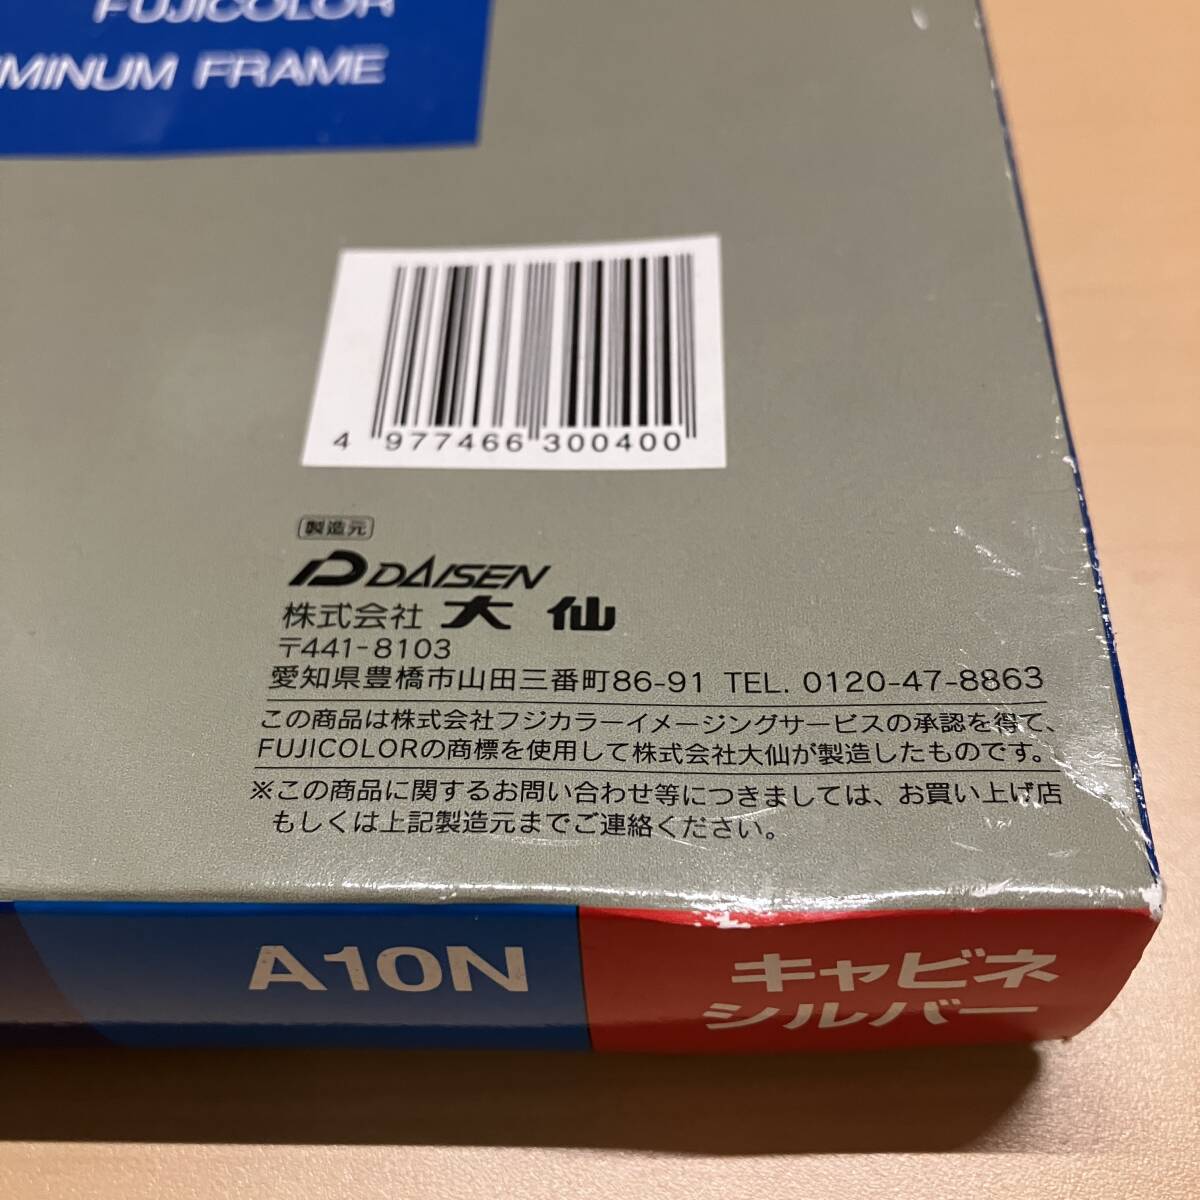 FUJICOLOR
MINUM FRAME
4 977466 300400
製造元
DAISEN
株式会社 大仙
〒441-8103
愛知県豊橋市山田三番町86-91 TEL. 0120-47-8863
この商品は株式会社フジカラーイメージングサービスの承認を得て、
FUJICOLORの商標を使用して株式会社大仙が製造したものです。
※この商品に関するお問い合わせ等につきましては、お買い上げ店
もしくは上記製造元までご連絡ください。
A10N
キャビネ
シルバー